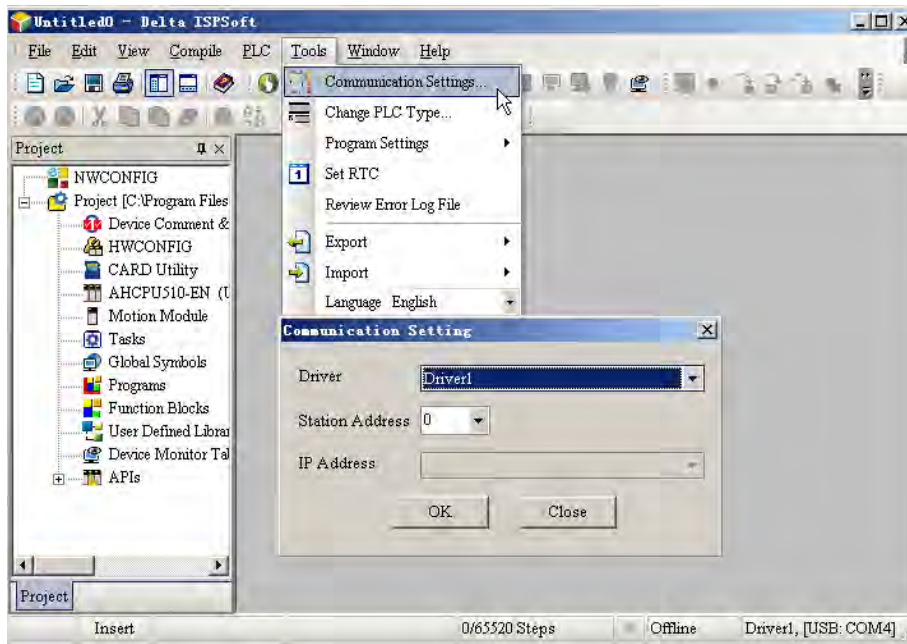 Untitled0 - Delta ISPSoft
File Edit View Compile PLC Tools Window Help
Communication Settings...
Change PLC Type...
Program Settings
1 Set RTC
Review Error Log File
Export
Import
Language English
Project
NWCONFIG
Project [C:\Program Files
Device Comment &
HWCONFIG
CARD Utility
AHCPU510-EN (U
Motion Module
Tasks
Global Symbols
Programs
Function Blocks
User Defined Librar
Device Monitor Tal
APIs
Project
Communication Setting
Driver Driver1
Station Address 0
IP Address
OK Close
Insert 0/65520 Steps Offline Driver1, [USB: COM4]